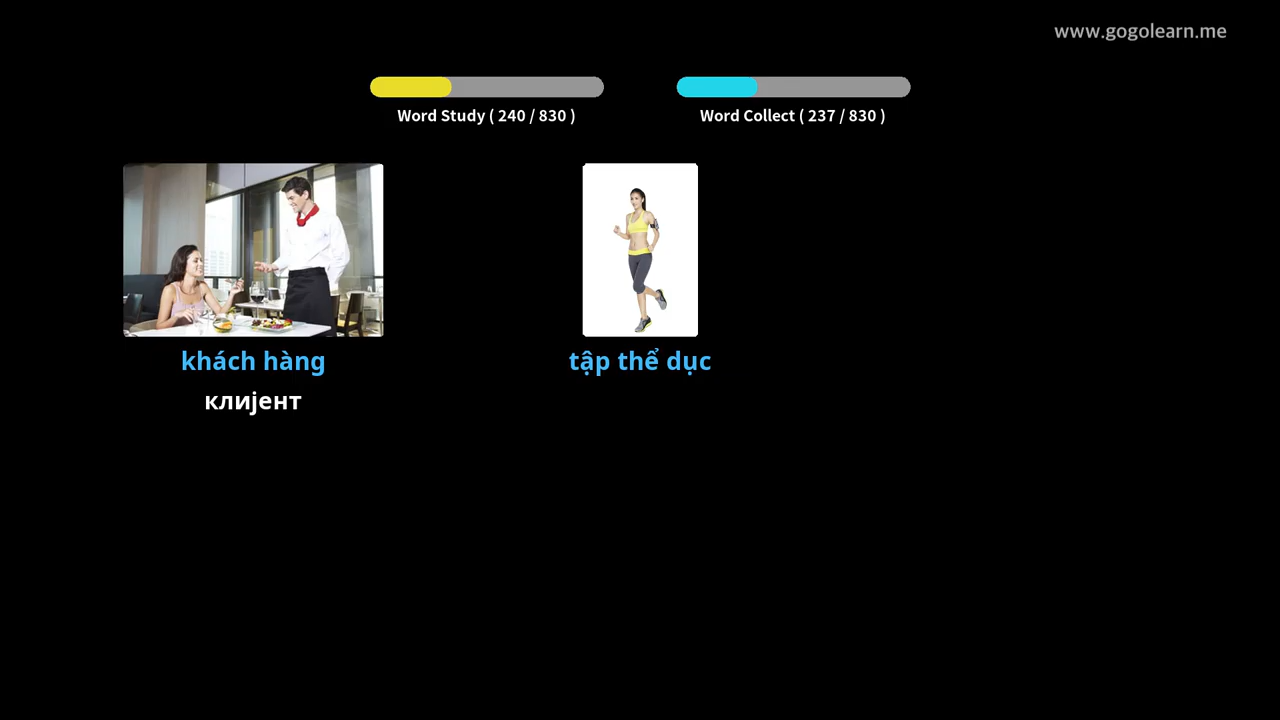 www.gogolearn.me
Word Study ( 240 / 830 )
Word Collect ( 237 / 830 )
khách hàng
клијент
tập thể dục